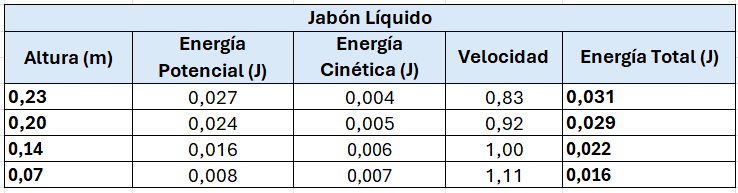 Jabón Líquido
Altura (m) Energía Potencial (J) Energía Cinética (J) Velocidad Energía Total (J)
0,23 0,027 0,004 0,83 0,031
0,20 0,024 0,005 0,92 0,029
0,14 0,016 0,006 1,00 0,022
0,07 0,008 0,007 1,11 0,016